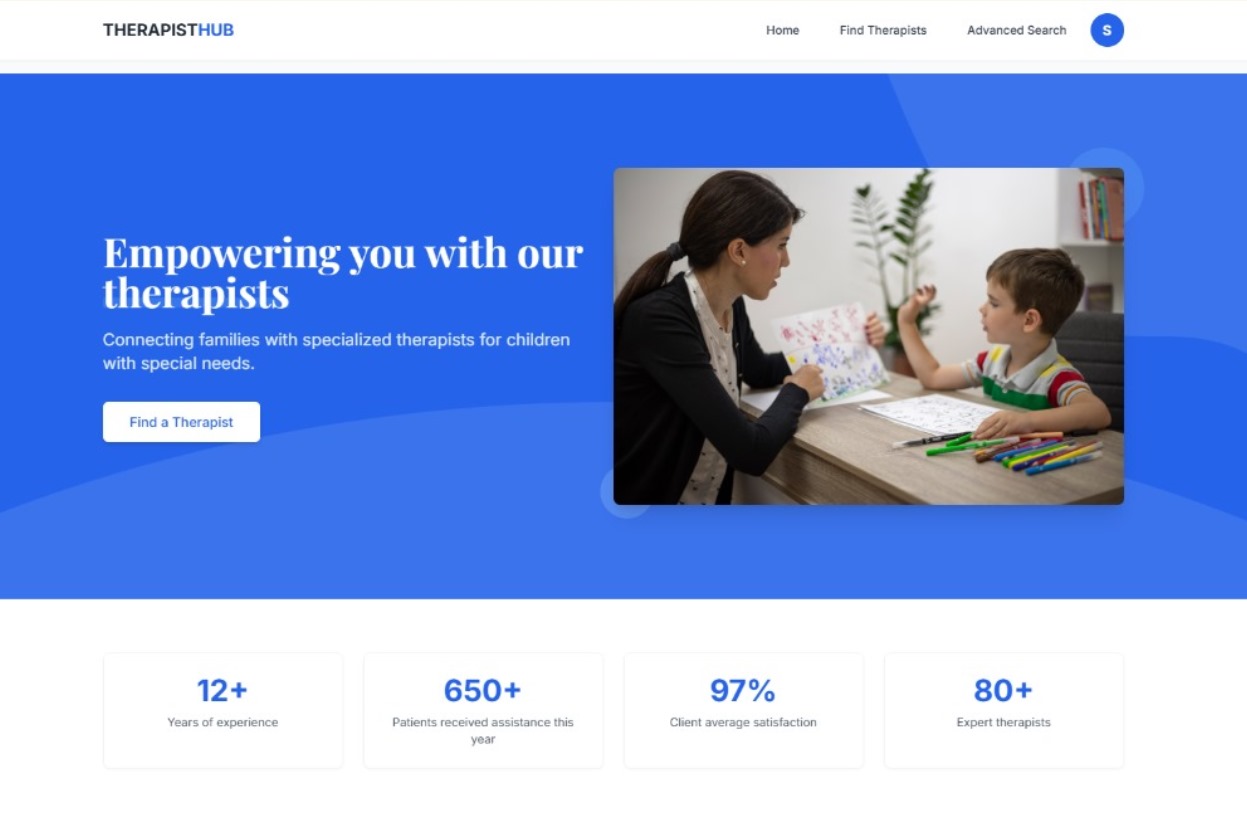 THERAPISTHUB
Home
Find Therapists
Advanced Search
S
Empowering you with our
therapists
Connecting families with specialized therapists for children
with special needs.
Find a Therapist
12+
Years of experience
650+
Patients received assistance this
year
97%
Client average satisfaction
80+
Expert therapists